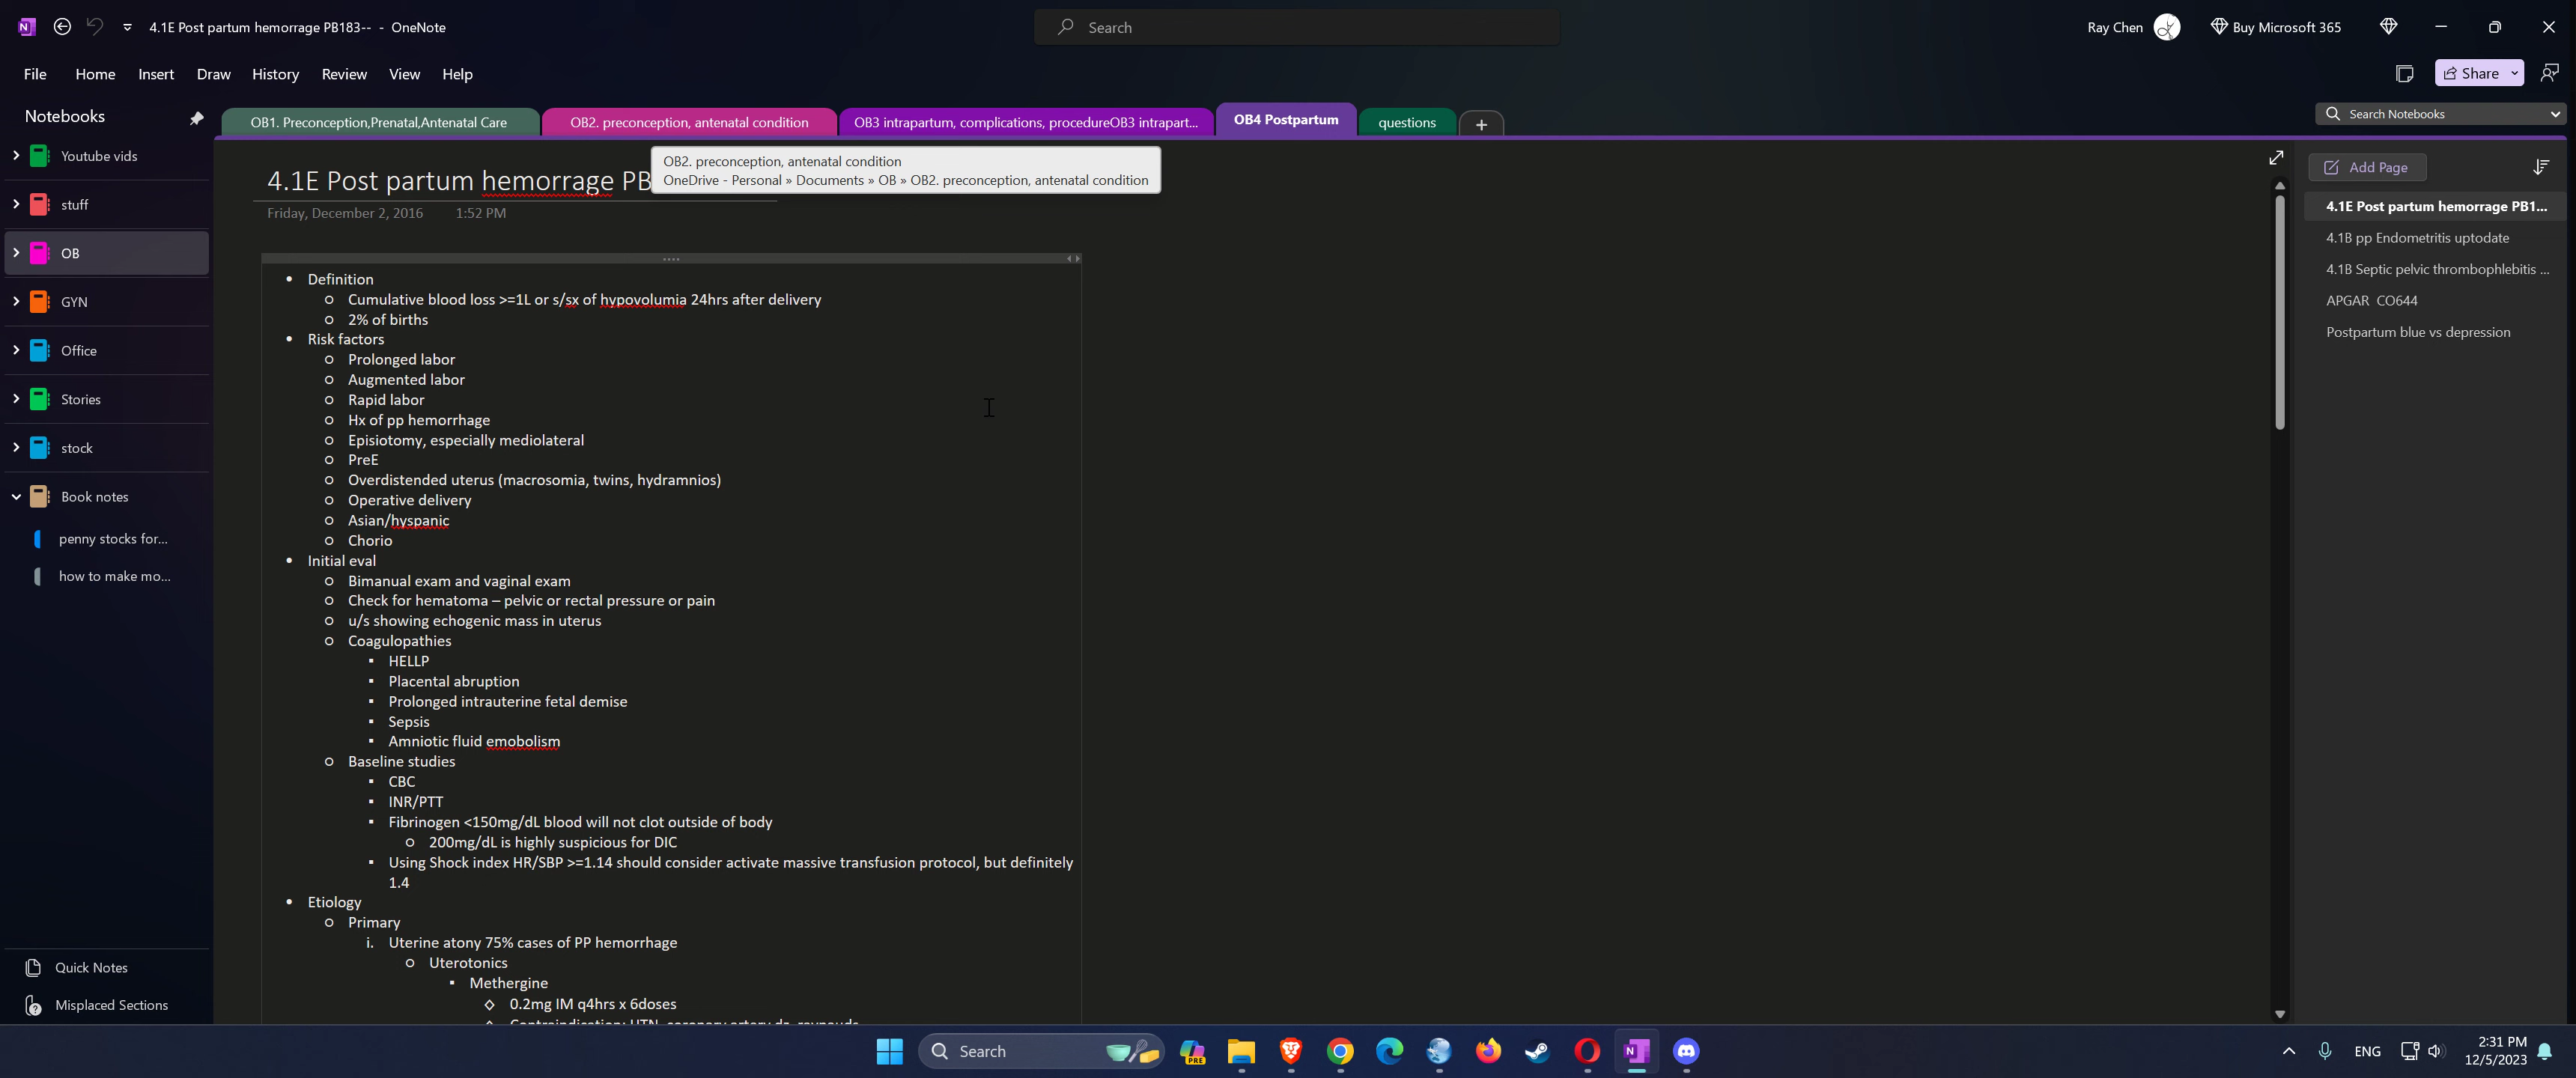 4.1E Post partum hemorrage PB183-- - OneNote
Search
Ray Chen
Buy Microsoft 365
File Home Insert Draw History Review View Help
Share
Notebooks
OB1. Preconception,Prenatal,Antenatal Care
OB2. preconception, antenatal condition
OB3 intrapartum, complications, procedureOB3 intrapart...
OB4 Postpartum
questions
Search Notebooks
Youtube vids
stuff
OB
GYN
Office
Stories
stock
Book notes
penny stocks for...
how to make mo...
Quick Notes
Misplaced Sections
OB2. preconception, antenatal condition
OneDrive - Personal » Documents » OB » OB2. preconception, antenatal condition
4.1E Post partum hemorrage PB
Friday, December 2, 2016 1:52 PM
• Definition
○ Cumulative blood loss >=1L or s/sx of hypovolumia 24hrs after delivery
○ 2% of births
• Risk factors
○ Prolonged labor
○ Augmented labor
○ Rapid labor
○ Hx of pp hemorrhage
○ Episiotomy, especially mediolateral
○ PreE
○ Overdistended uterus (macrosomia, twins, hydramnios)
○ Operative delivery
○ Asian/hyspanic
○ Chorio
• Initial eval
○ Bimanual exam and vaginal exam
○ Check for hematoma – pelvic or rectal pressure or pain
○ u/s showing echogenic mass in uterus
○ Coagulopathies
▪ HELLP
▪ Placental abruption
▪ Prolonged intrauterine fetal demise
▪ Sepsis
▪ Amniotic fluid emobolism
○ Baseline studies
▪ CBC
▪ INR/PTT
▪ Fibrinogen <150mg/dL blood will not clot outside of body
○ 200mg/dL is highly suspicious for DIC
▪ Using Shock index HR/SBP >=1.14 should consider activate massive transfusion protocol, but definitely
1.4
• Etiology
○ Primary
i. Uterine atony 75% cases of PP hemorrhage
○ Uterotonics
▪ Methergine
◇ 0.2mg IM q4hrs x 6doses
Add Page
4.1E Post partum hemorrage PB1...
4.1B pp Endometritis uptodate
4.1B Septic pelvic thrombophlebitis ...
APGAR CO644
Postpartum blue vs depression
Search
PRE
ENG
2:31 PM
12/5/2023